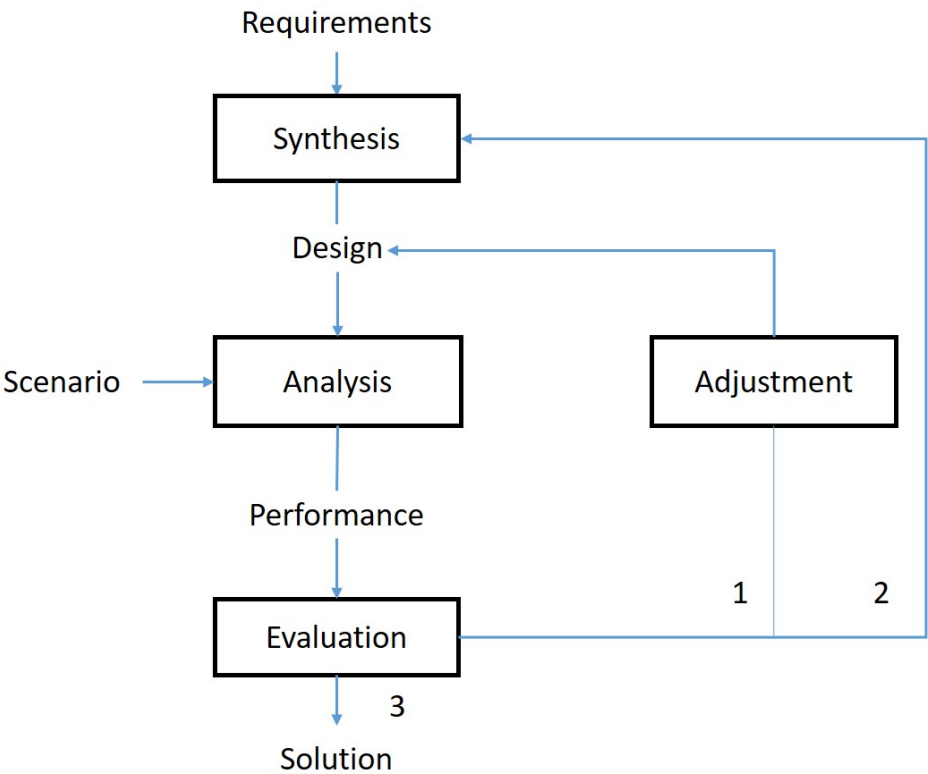 Requirements
Synthesis
Design
Scenario
Analysis
Adjustment
Performance
1
2
Evaluation
3
Solution